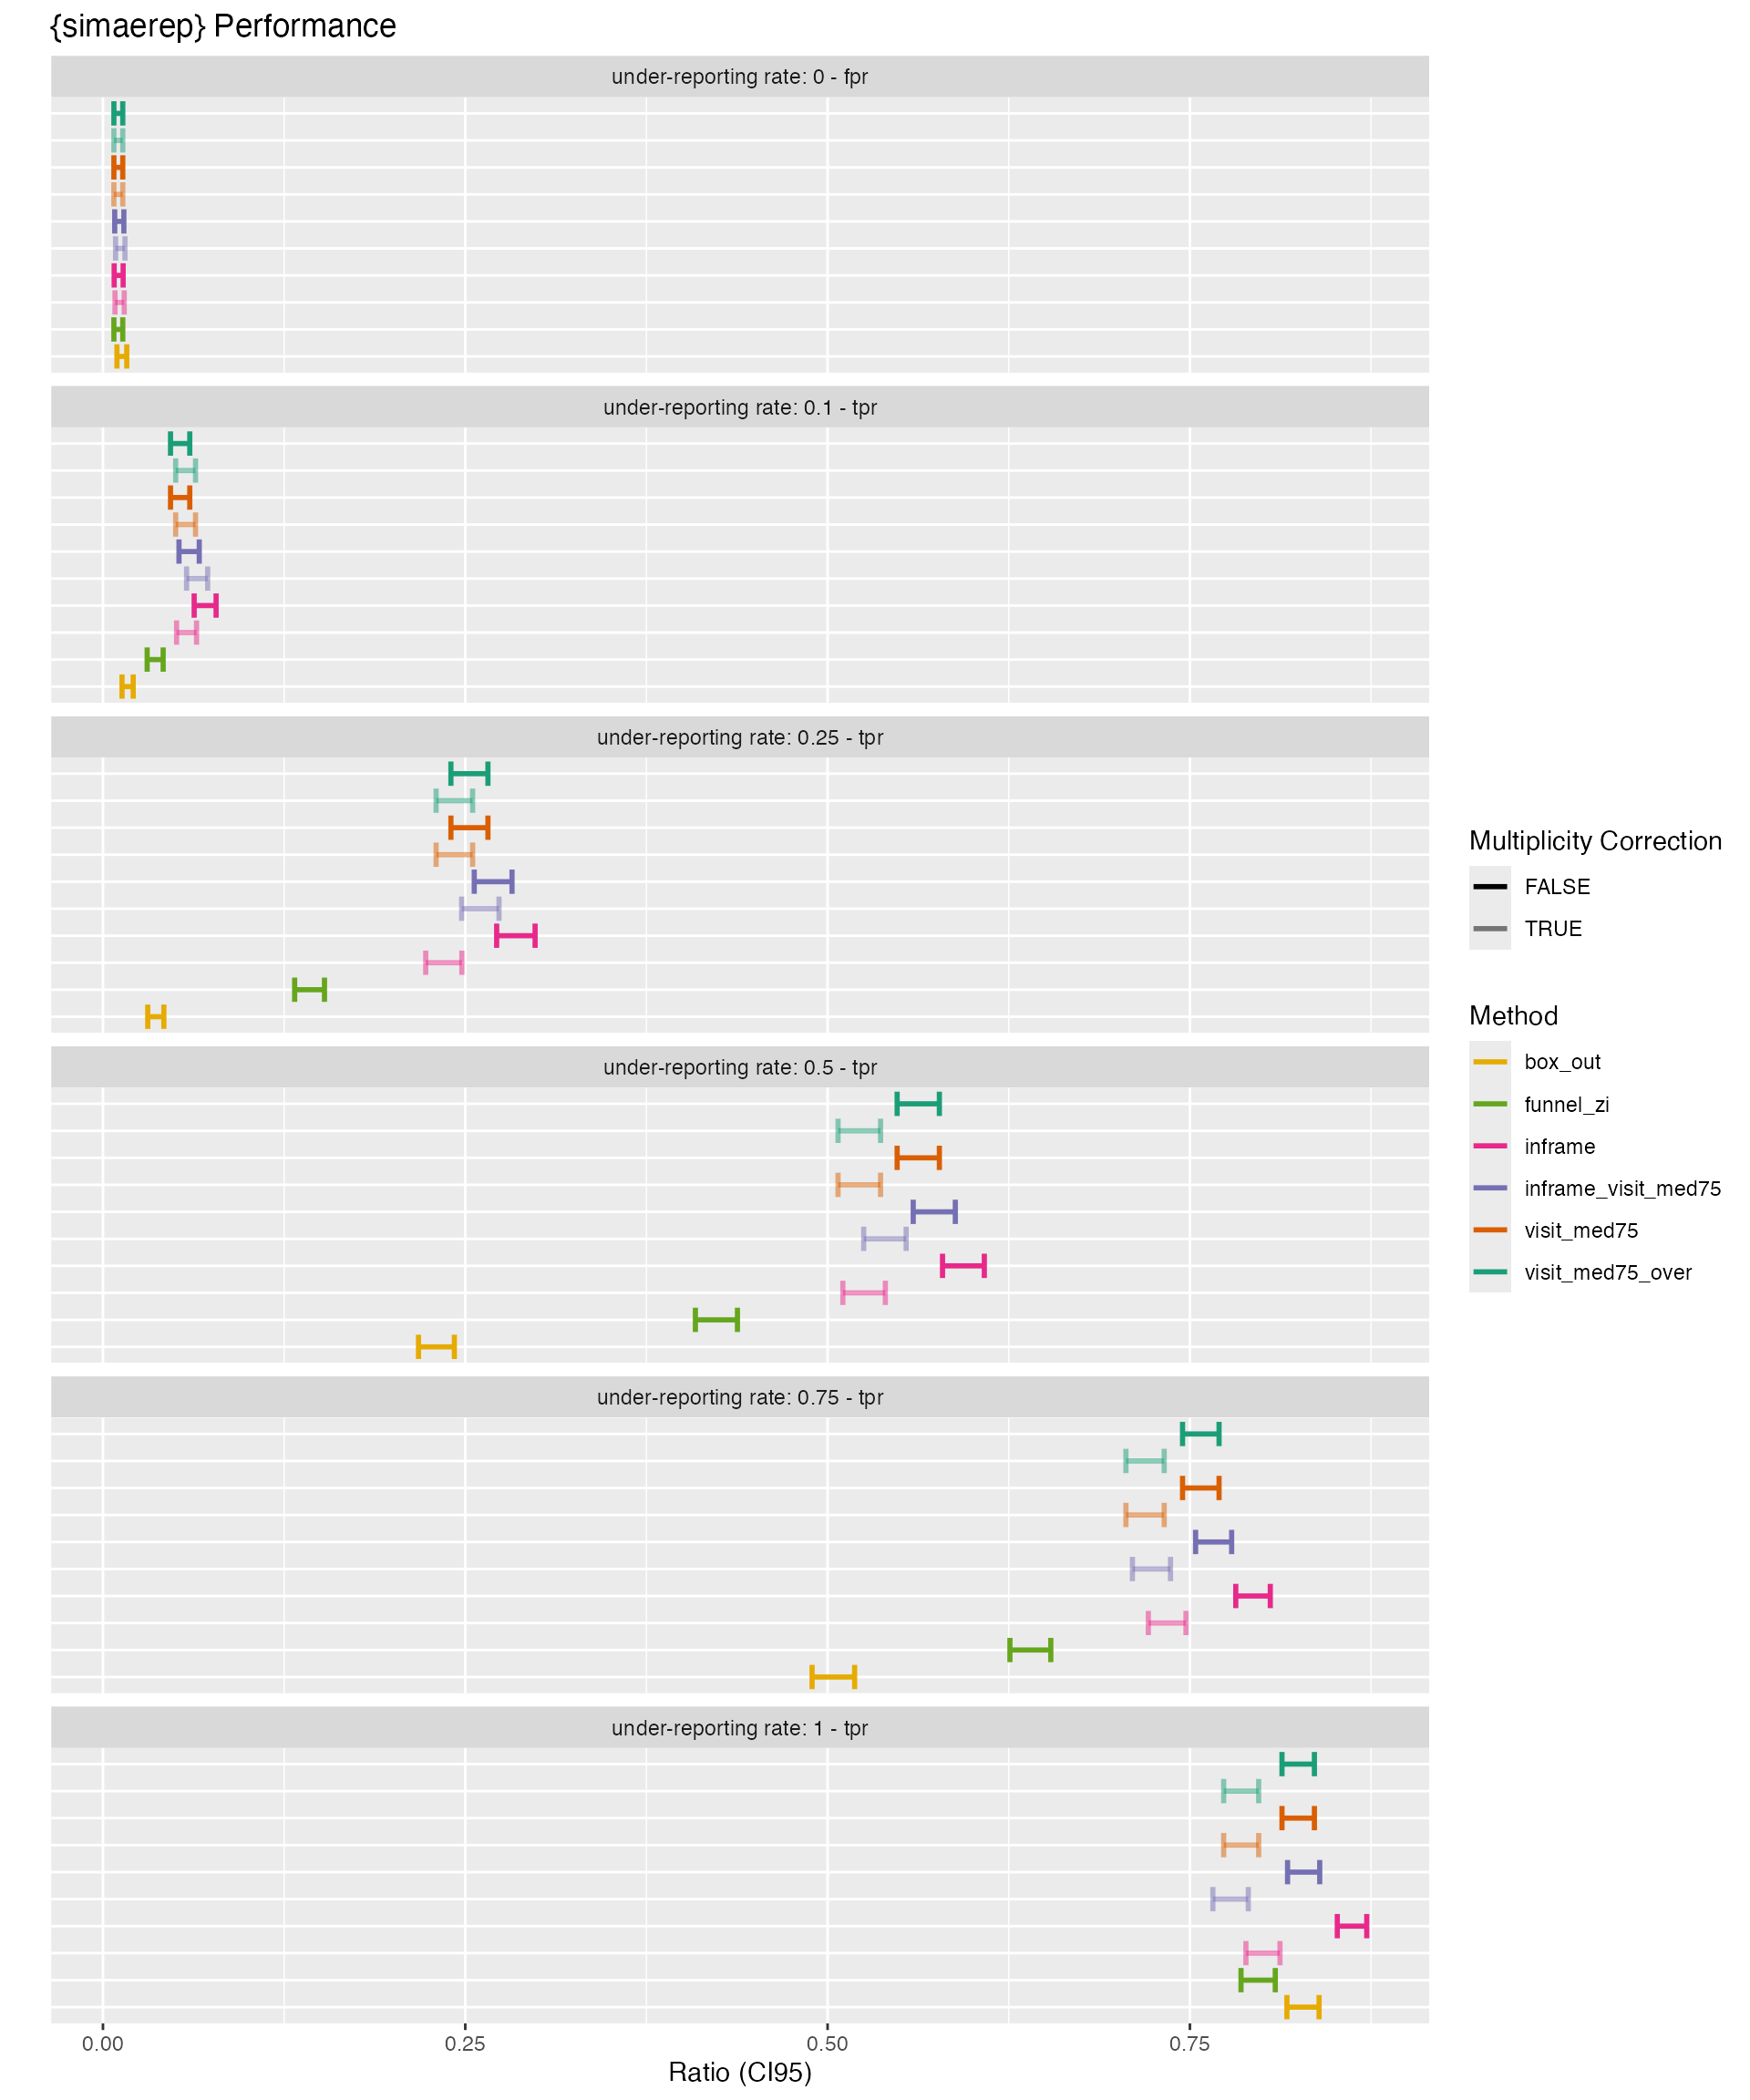 {simaerep} Performance
under-reporting rate: 0 - fpr
under-reporting rate: 0.1 - tpr
under-reporting rate: 0.25 - tpr
under-reporting rate: 0.5 - tpr
under-reporting rate: 0.75 - tpr
under-reporting rate: 1 - tpr
0.00 0.25 0.50 0.75
Ratio (CI95)
Multiplicity Correction
FALSE
TRUE
Method
box_out
funnel_zi
inframe
inframe_visit_med75
visit_med75
visit_med75_over